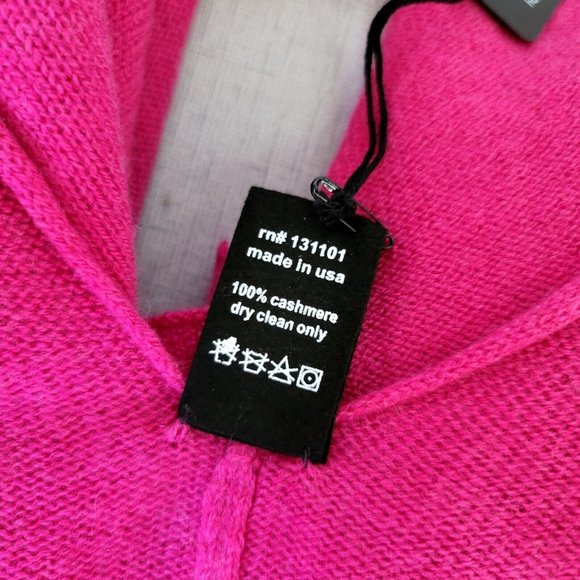 rn# 131101
made in usa
100% cashmere
dry clean only